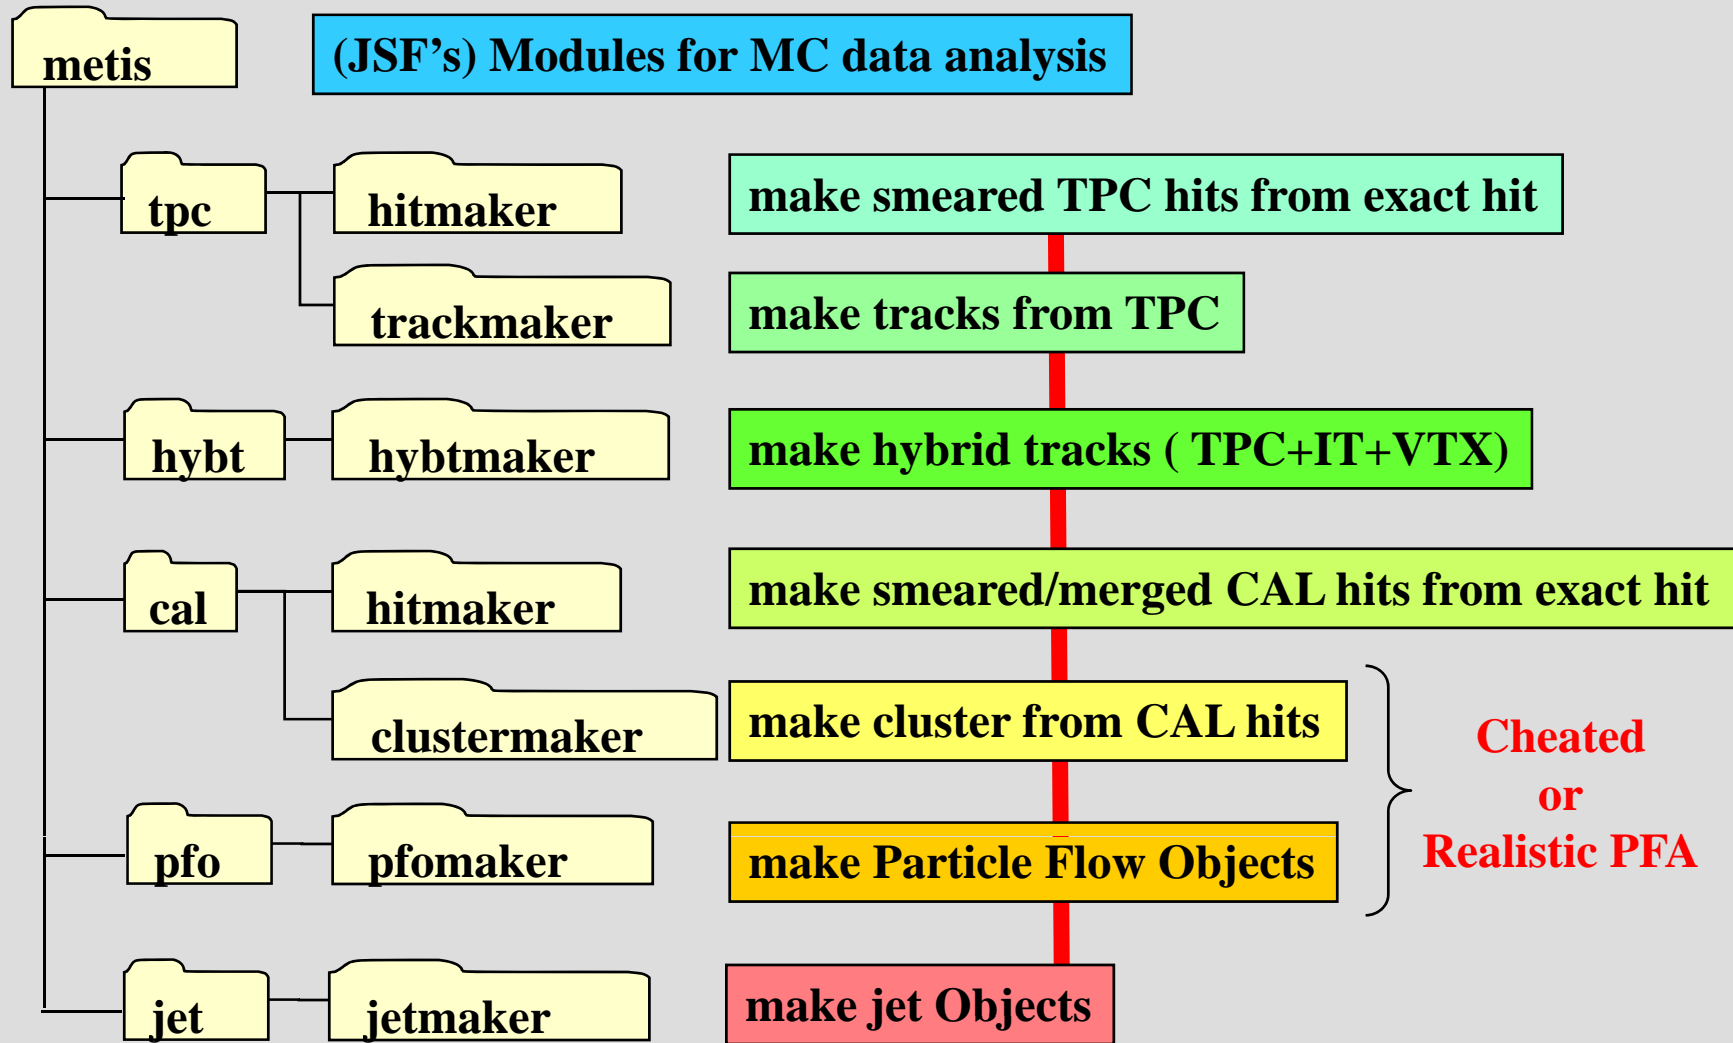 metis
(JSF's) Modules for MC data analysis
tpc
hitmaker
make smeared TPC hits from exact hit
trackmaker
make tracks from TPC
hybt
hybtmaker
make hybrid tracks ( TPC+IT+VTX)
cal
hitmaker
make smeared/merged CAL hits from exact hit
clustermaker
make cluster from CAL hits
Cheated
or
Realistic PFA
pfo
pfomaker
make Particle Flow Objects
jet
jetmaker
make jet Objects